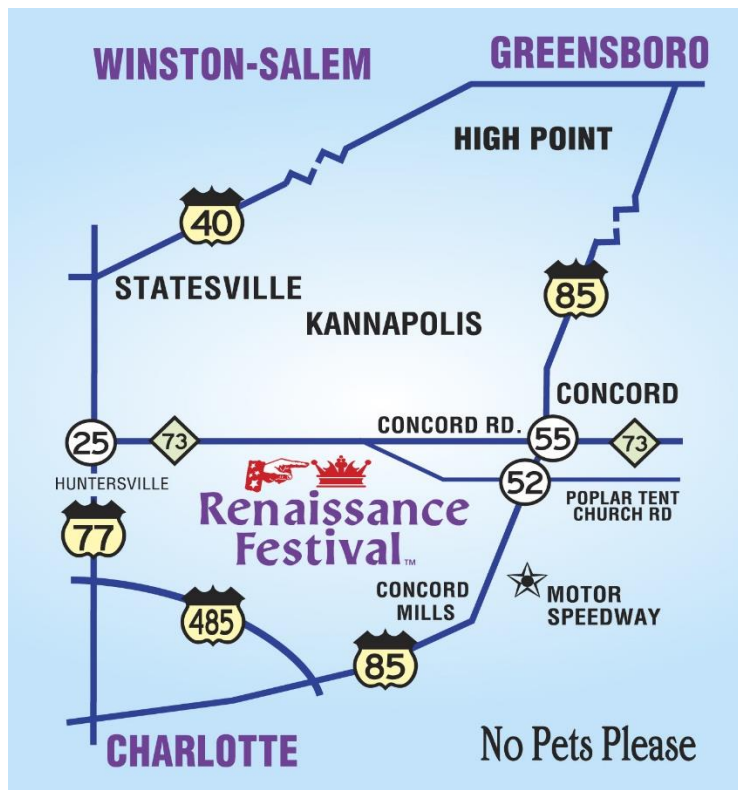 WINSTON-SALEM
GREENSBORO
HIGH POINT
40
STATESVILLE
85
KANNAPOLIS
CONCORD
CONCORD RD.
25
73
55
73
HUNTERSVILLE
52
POPLAR TENT
CHURCH RD
Renaissance
Festival™
77
CONCORD
MILLS
MOTOR
SPEEDWAY
485
85
CHARLOTTE
No Pets Please